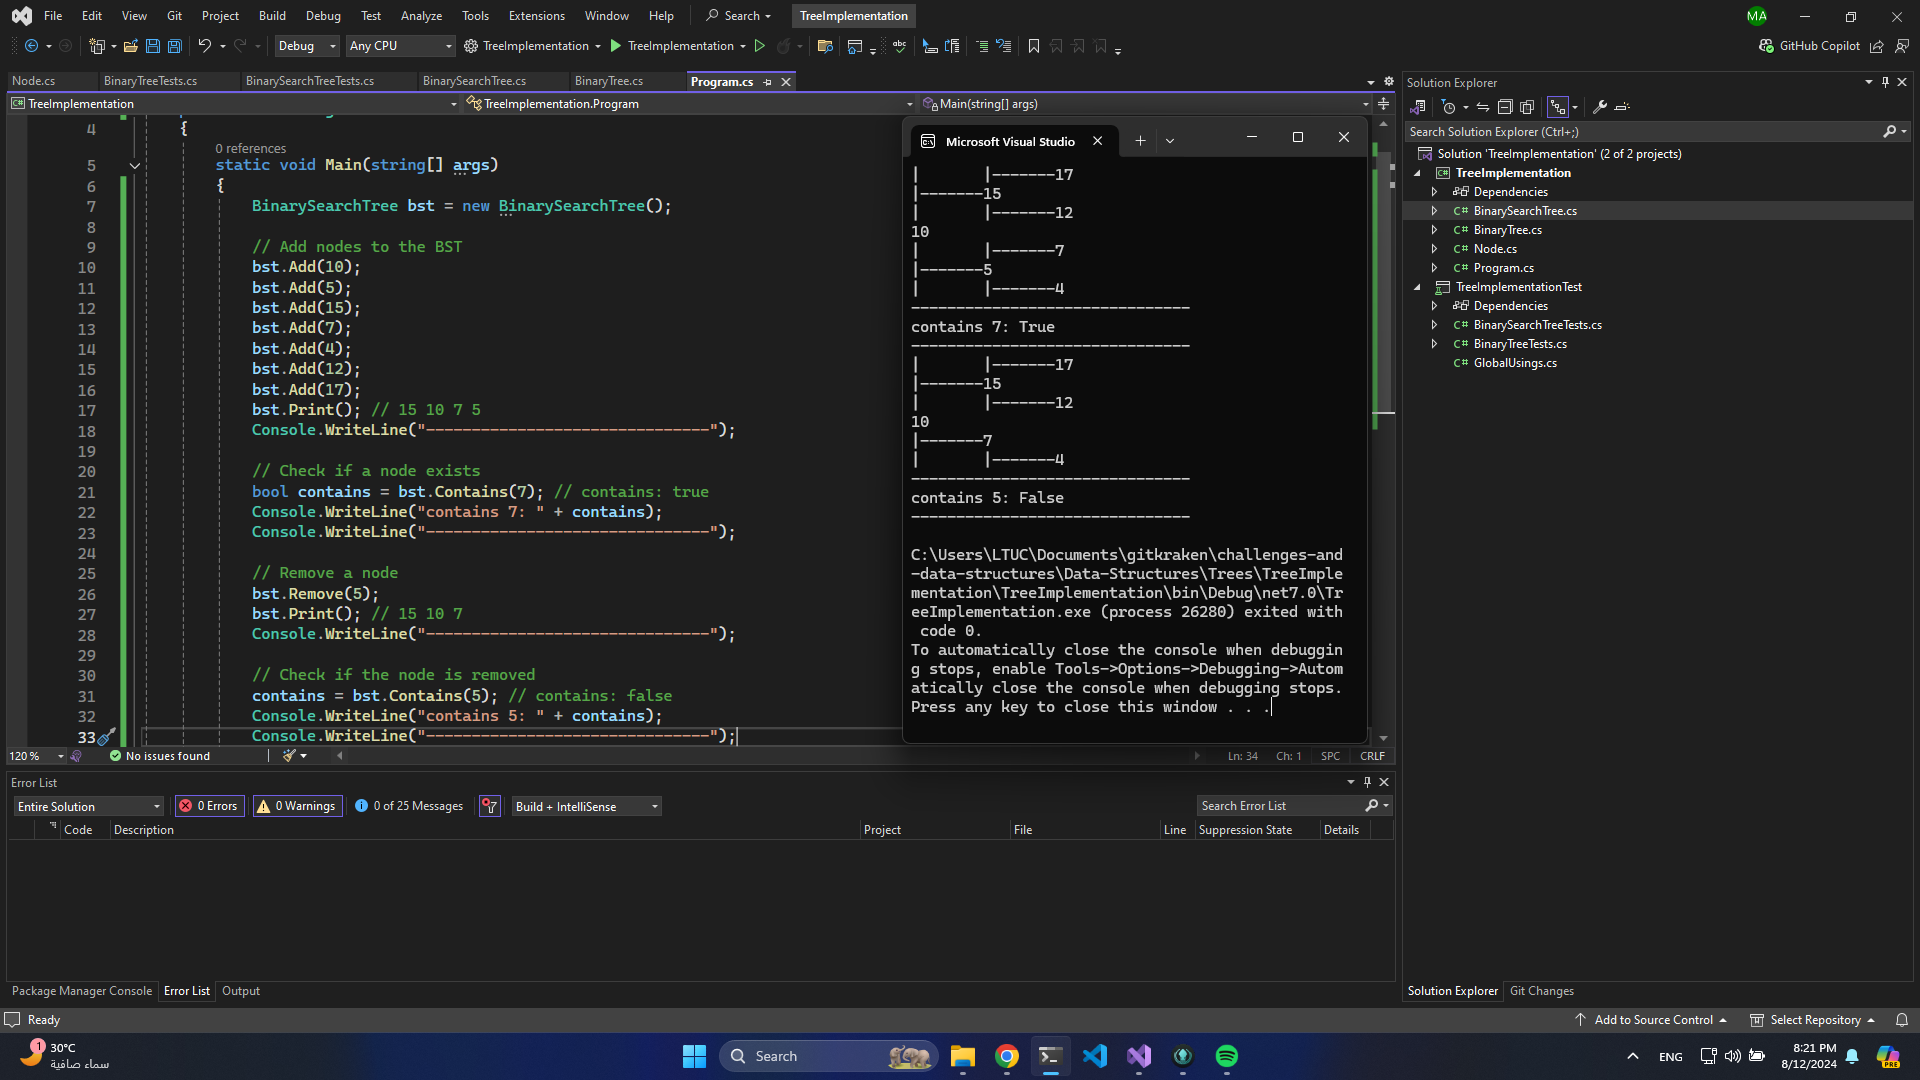 File Edit View Git Project Build Debug Test Analyze Tools Extensions Window Help Search TreeImplementation MA
Debug Any CPU TreeImplementation TreeImplementation GitHub Copilot
Node.cs BinaryTreeTests.cs BinarySearchTreeTests.cs BinarySearchTree.cs BinaryTree.cs Program.cs
TreeImplementation TreeImplementation.Program Main(string[] args)
4 {
0 references
5 static void Main(string[] args)
6 {
7 BinarySearchTree bst = new BinarySearchTree();
8
9 // Add nodes to the BST
10 bst.Add(10);
11 bst.Add(5);
12 bst.Add(15);
13 bst.Add(7);
14 bst.Add(4);
15 bst.Add(12);
16 bst.Add(17);
17 bst.Print(); // 15 10 7 5
18 Console.WriteLine("-------------------------------");
19
20 // Check if a node exists
21 bool contains = bst.Contains(7); // contains: true
22 Console.WriteLine("contains 7: " + contains);
23 Console.WriteLine("-------------------------------");
24
25 // Remove a node
26 bst.Remove(5);
27 bst.Print(); // 15 10 7
28 Console.WriteLine("-------------------------------");
29
30 // Check if the node is removed
31 contains = bst.Contains(5); // contains: false
32 Console.WriteLine("contains 5: " + contains);
33 Console.WriteLine("-------------------------------");
120 % No issues found Ln: 34 Ch: 1 SPC CRLF
Microsoft Visual Studio
|       |-------17
|-------15
|       |-------12
10
|       |-------7
|-------5
|       |-------4
-------------------------------
contains 7: True
-------------------------------
|       |-------17
|-------15
|       |-------12
10
|-------7
|       |-------4
-------------------------------
contains 5: False
-------------------------------
C:\Users\LTUC\Documents\gitkraken\challenges-and
-data-structures\Data-Structures\Trees\TreeImple
mentation\TreeImplementation\bin\Debug\net7.0\Tr
eeImplementation.exe (process 26280) exited with
code 0.
To automatically close the console when debuggin
g stops, enable Tools->Options->Debugging->Autom
atically close the console when debugging stops.
Press any key to close this window . . .
Solution Explorer
Search Solution Explorer (Ctrl+;)
Solution 'TreeImplementation' (2 of 2 projects)
TreeImplementation
Dependencies
C# BinarySearchTree.cs
C# BinaryTree.cs
C# Node.cs
C# Program.cs
TreeImplementationTest
Dependencies
C# BinarySearchTreeTests.cs
C# BinaryTreeTests.cs
C# GlobalUsings.cs
Error List
Entire Solution 0 Errors 0 Warnings 0 of 25 Messages Build + IntelliSense Search Error List
Code Description Project File Line Suppression State Details
Package Manager Console Error List Output
Solution Explorer Git Changes
Ready Add to Source Control Select Repository
1 30°C
سماء صافية
Search
ENG
8:21 PM
8/12/2024
PRE